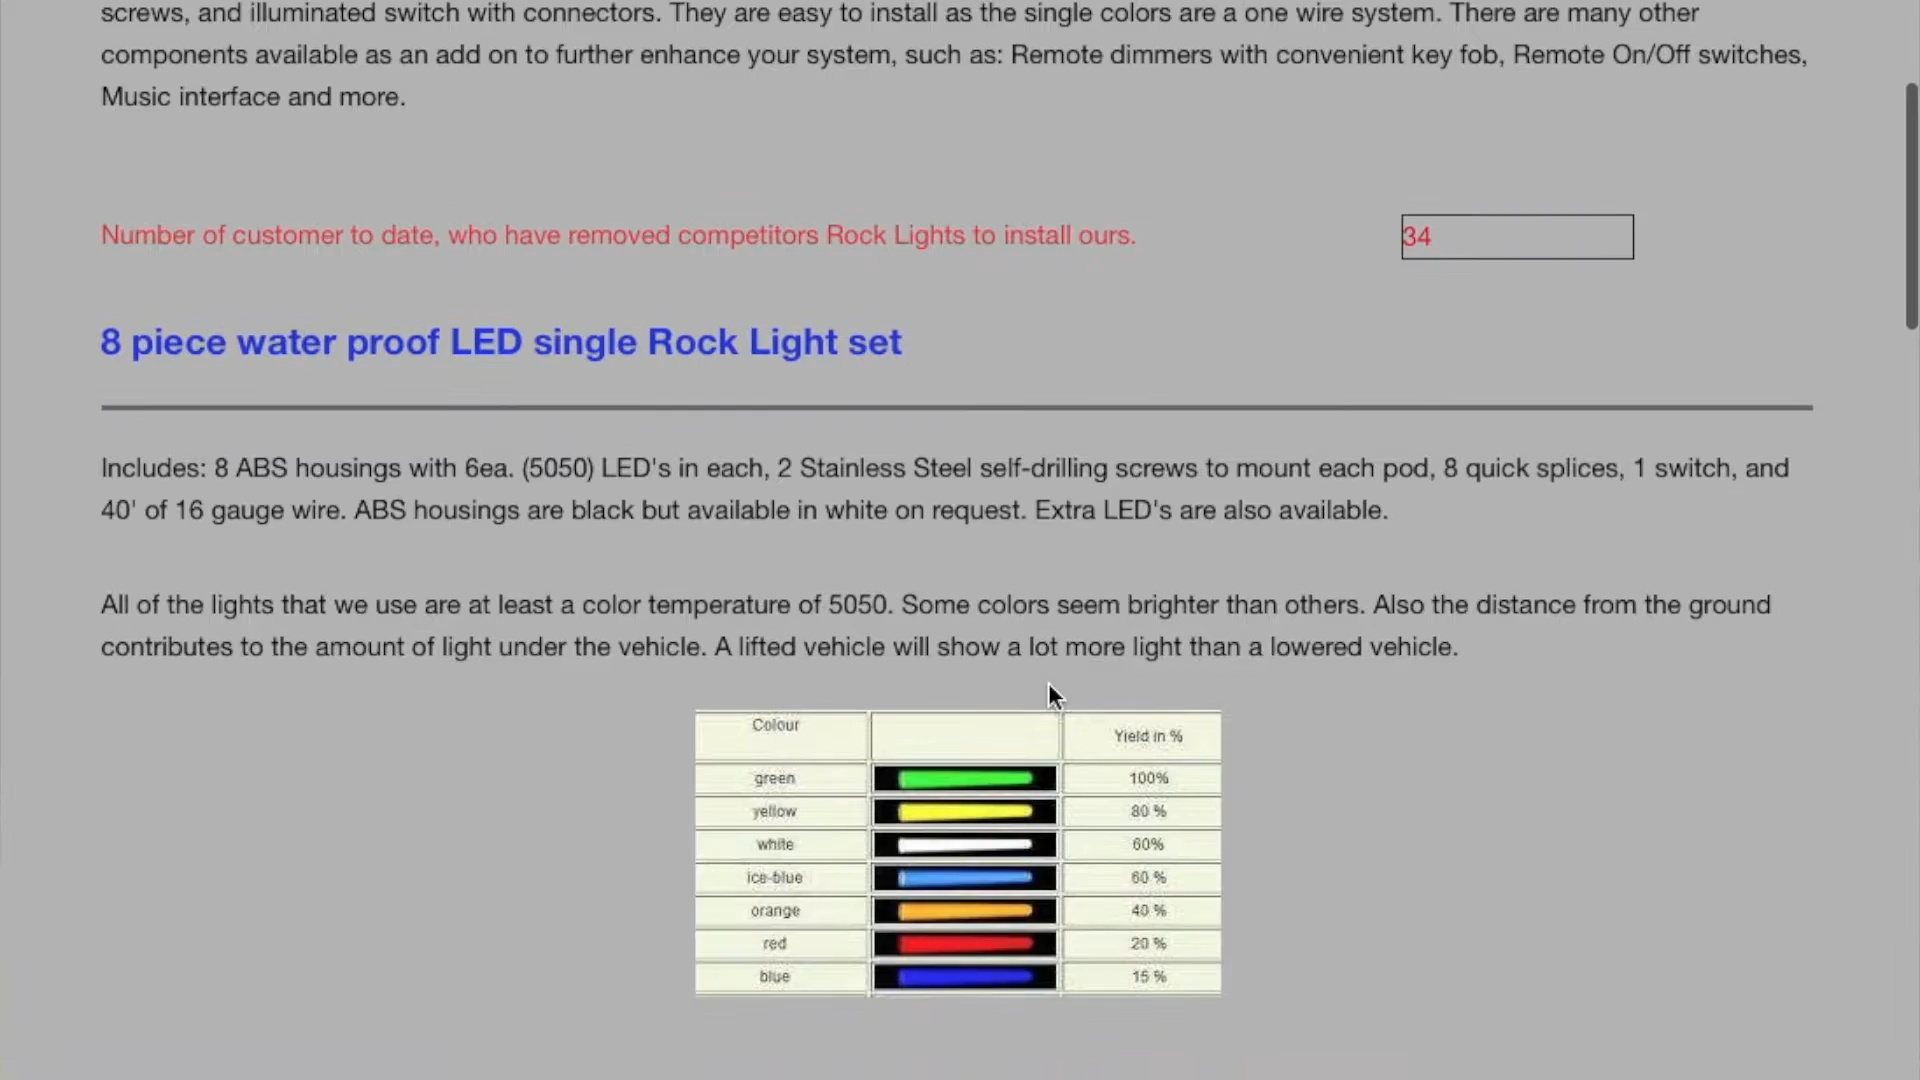 screws, and illuminated switch with connectors. They are easy to install as the single colors are a one wire system. There are many other
components available as an add on to further enhance your system, such as: Remote dimmers with convenient key fob, Remote On/Off switches,
Music interface and more.
Number of customer to date, who have removed competitors Rock Lights to install ours. 34
8 piece water proof LED single Rock Light set
Includes: 8 ABS housings with 6ea. (5050) LED's in each, 2 Stainless Steel self-drilling screws to mount each pod, 8 quick splices, 1 switch, and
40' of 16 gauge wire. ABS housings are black but available in white on request. Extra LED's are also available.
All of the lights that we use are at least a color temperature of 5050. Some colors seem brighter than others. Also the distance from the ground
contributes to the amount of light under the vehicle. A lifted vehicle will show a lot more light than a lowered vehicle.
Colour Yield in %
green 100%
yellow 80 %
white 60%
ice-blue 60 %
orange 40 %
red 20 %
blue 15 %